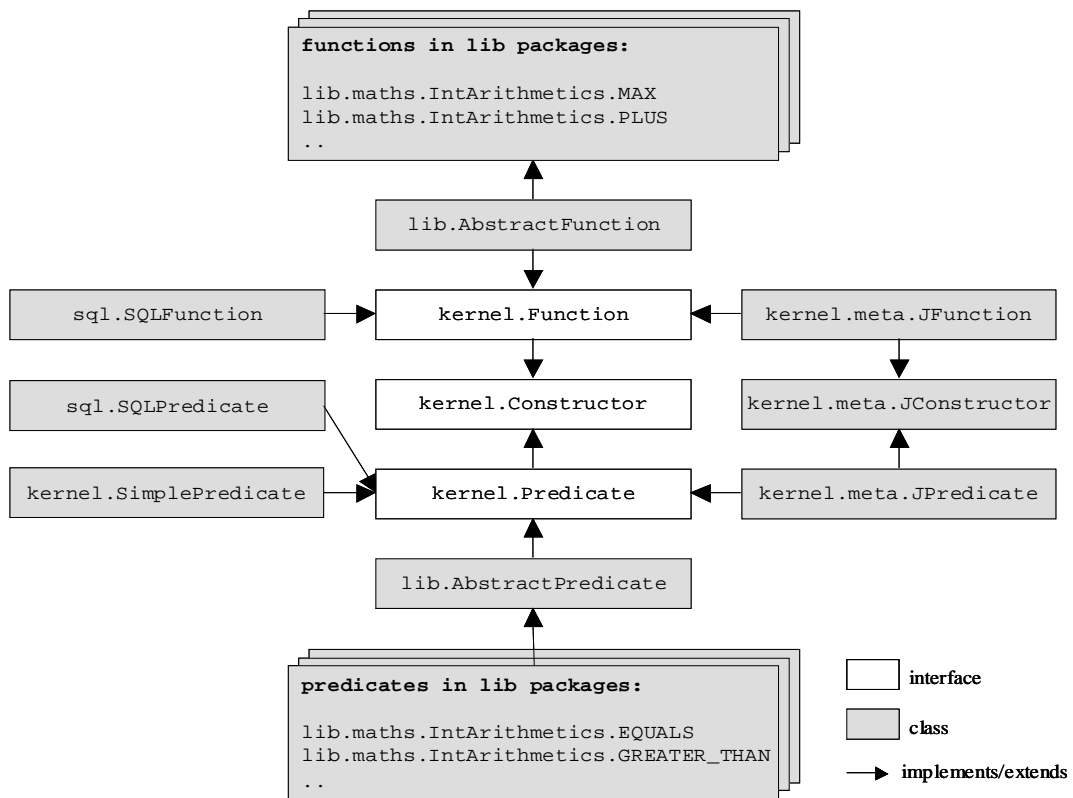 functions in lib packages:
lib.maths.IntArithmetics.MAX
lib.maths.IntArithmetics.PLUS
..
lib.AbstractFunction
sql.SQLFunction
kernel.Function
kernel.meta.JFunction
sql.SQLPredicate
kernel.Constructor
kernel.meta.JConstructor
kernel.SimplePredicate
kernel.Predicate
kernel.meta.JPredicate
lib.AbstractPredicate
predicates in lib packages:
lib.maths.IntArithmetics.EQUALS
lib.maths.IntArithmetics.GREATER_THAN
..
interface
class
implements/extends